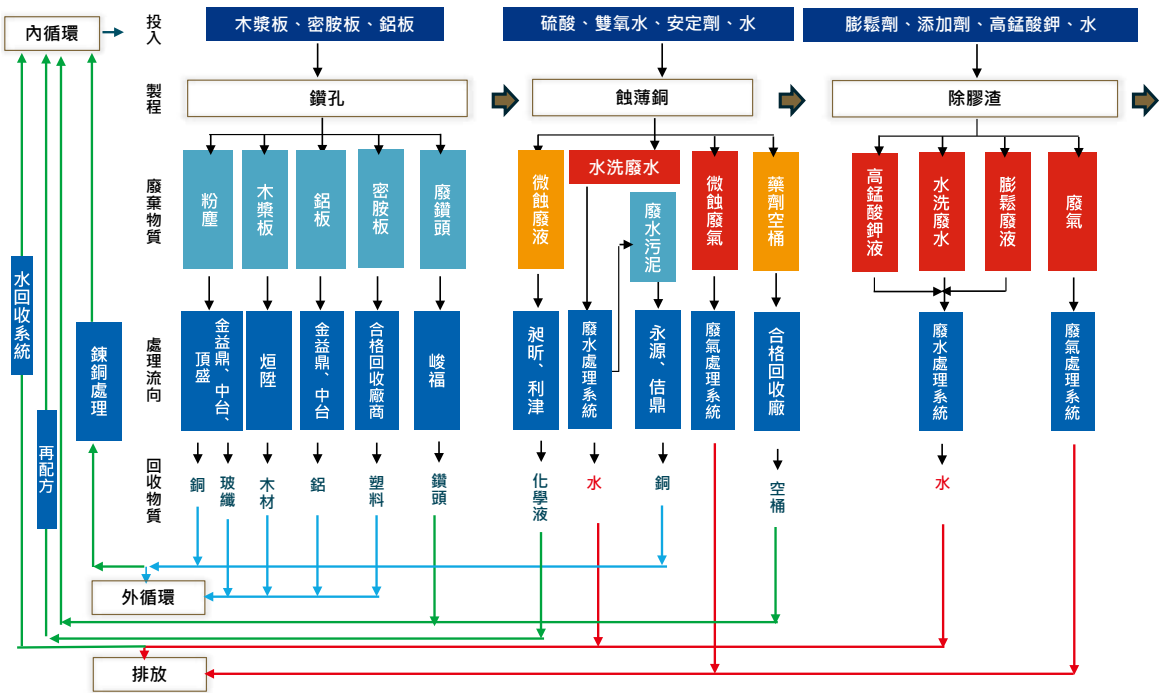 內循環
投入
木漿板、密胺板、鋁板
硫酸、雙氧水、安定劑、水
膨鬆劑、添加劑、高錳酸鉀、水
製程
鑽孔
蝕薄銅
除膠渣
廢棄物質
粉塵
木漿板
鋁板
密胺板
廢鑽頭
微蝕廢液
水洗廢水
廢水污泥
微蝕廢氣
藥劑空桶
高錳酸鉀液
水洗廢水
膨鬆廢液
廢氣
水回收系統
再配方
鍊銅處理
處理流向
金益鼎、中台、
頂盛
烜陞
金益鼎、中台
合格回收廠商
峻福
昶昕、利津
廢水處理系統
永源、佶鼎
廢氣處理系統
合格回收廠
廢水處理系統
廢氣處理系統
回收物質
銅
玻纖
木材
鋁
塑料
鑽頭
化學液
水
銅
空桶
水
外循環
排放